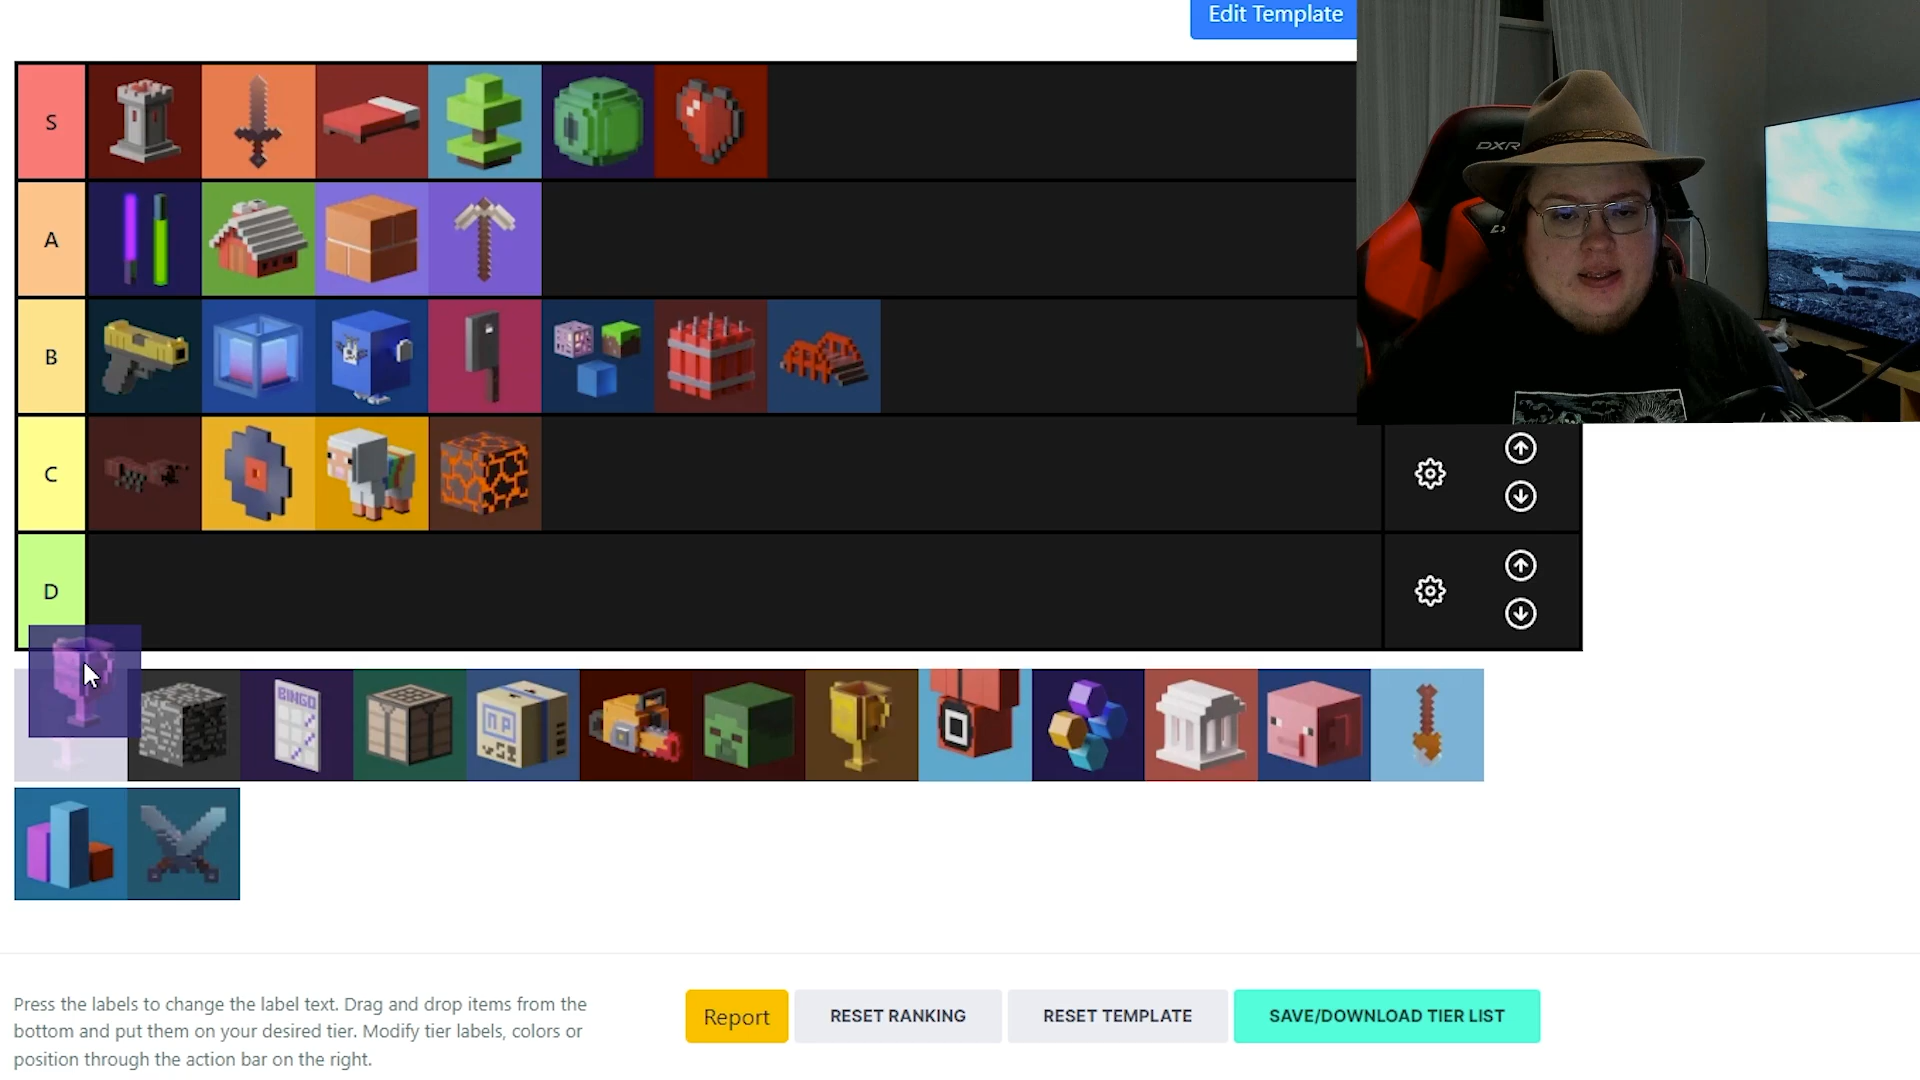 Edit Template
S
A
B
C
D
DXR
BINGO
Press the labels to change the label text. Drag and drop items from the
bottom and put them on your desired tier. Modify tier labels, colors or
position through the action bar on the right.
Report
RESET RANKING
RESET TEMPLATE
SAVE/DOWNLOAD TIER LIST